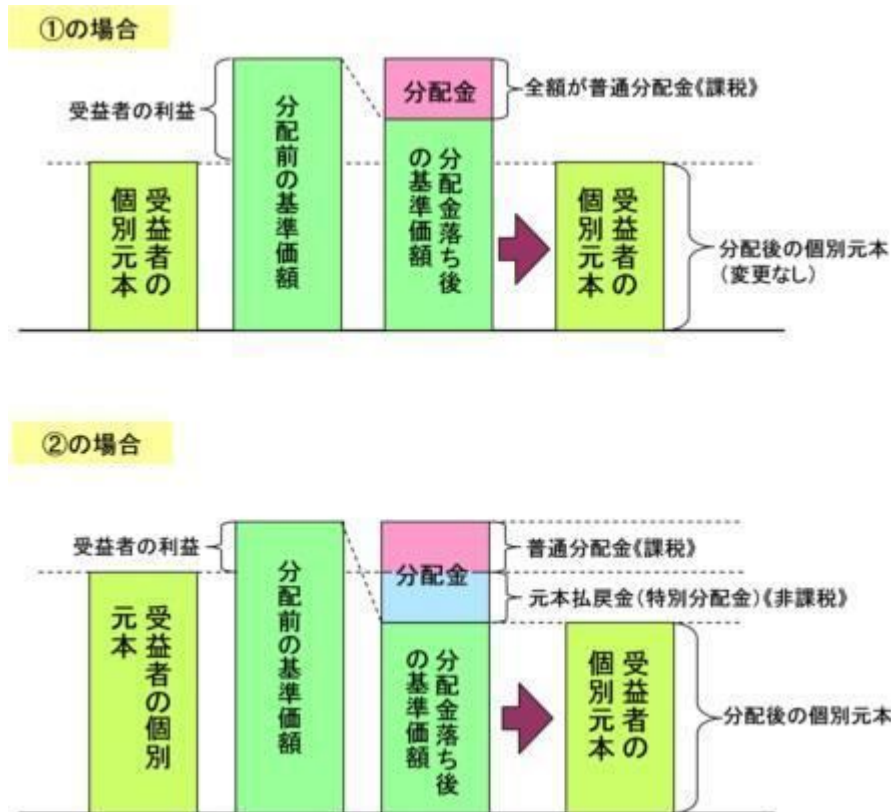 ①の場合
受益者の利益
受益者の
個別元本
分配前の基準価額
分配金
分配金落ち後
の基準価額
全額が普通分配金《課税》
受益者の
個別元本
分配後の個別元本
(変更なし)
②の場合
受益者の利益
受益者の個別
元本
分配前の基準価額
分配金
分配金落ち後
の基準価額
普通分配金《課税》
元本払戻金(特別分配金)《非課税》
受益者の
個別元本
分配後の個別元本